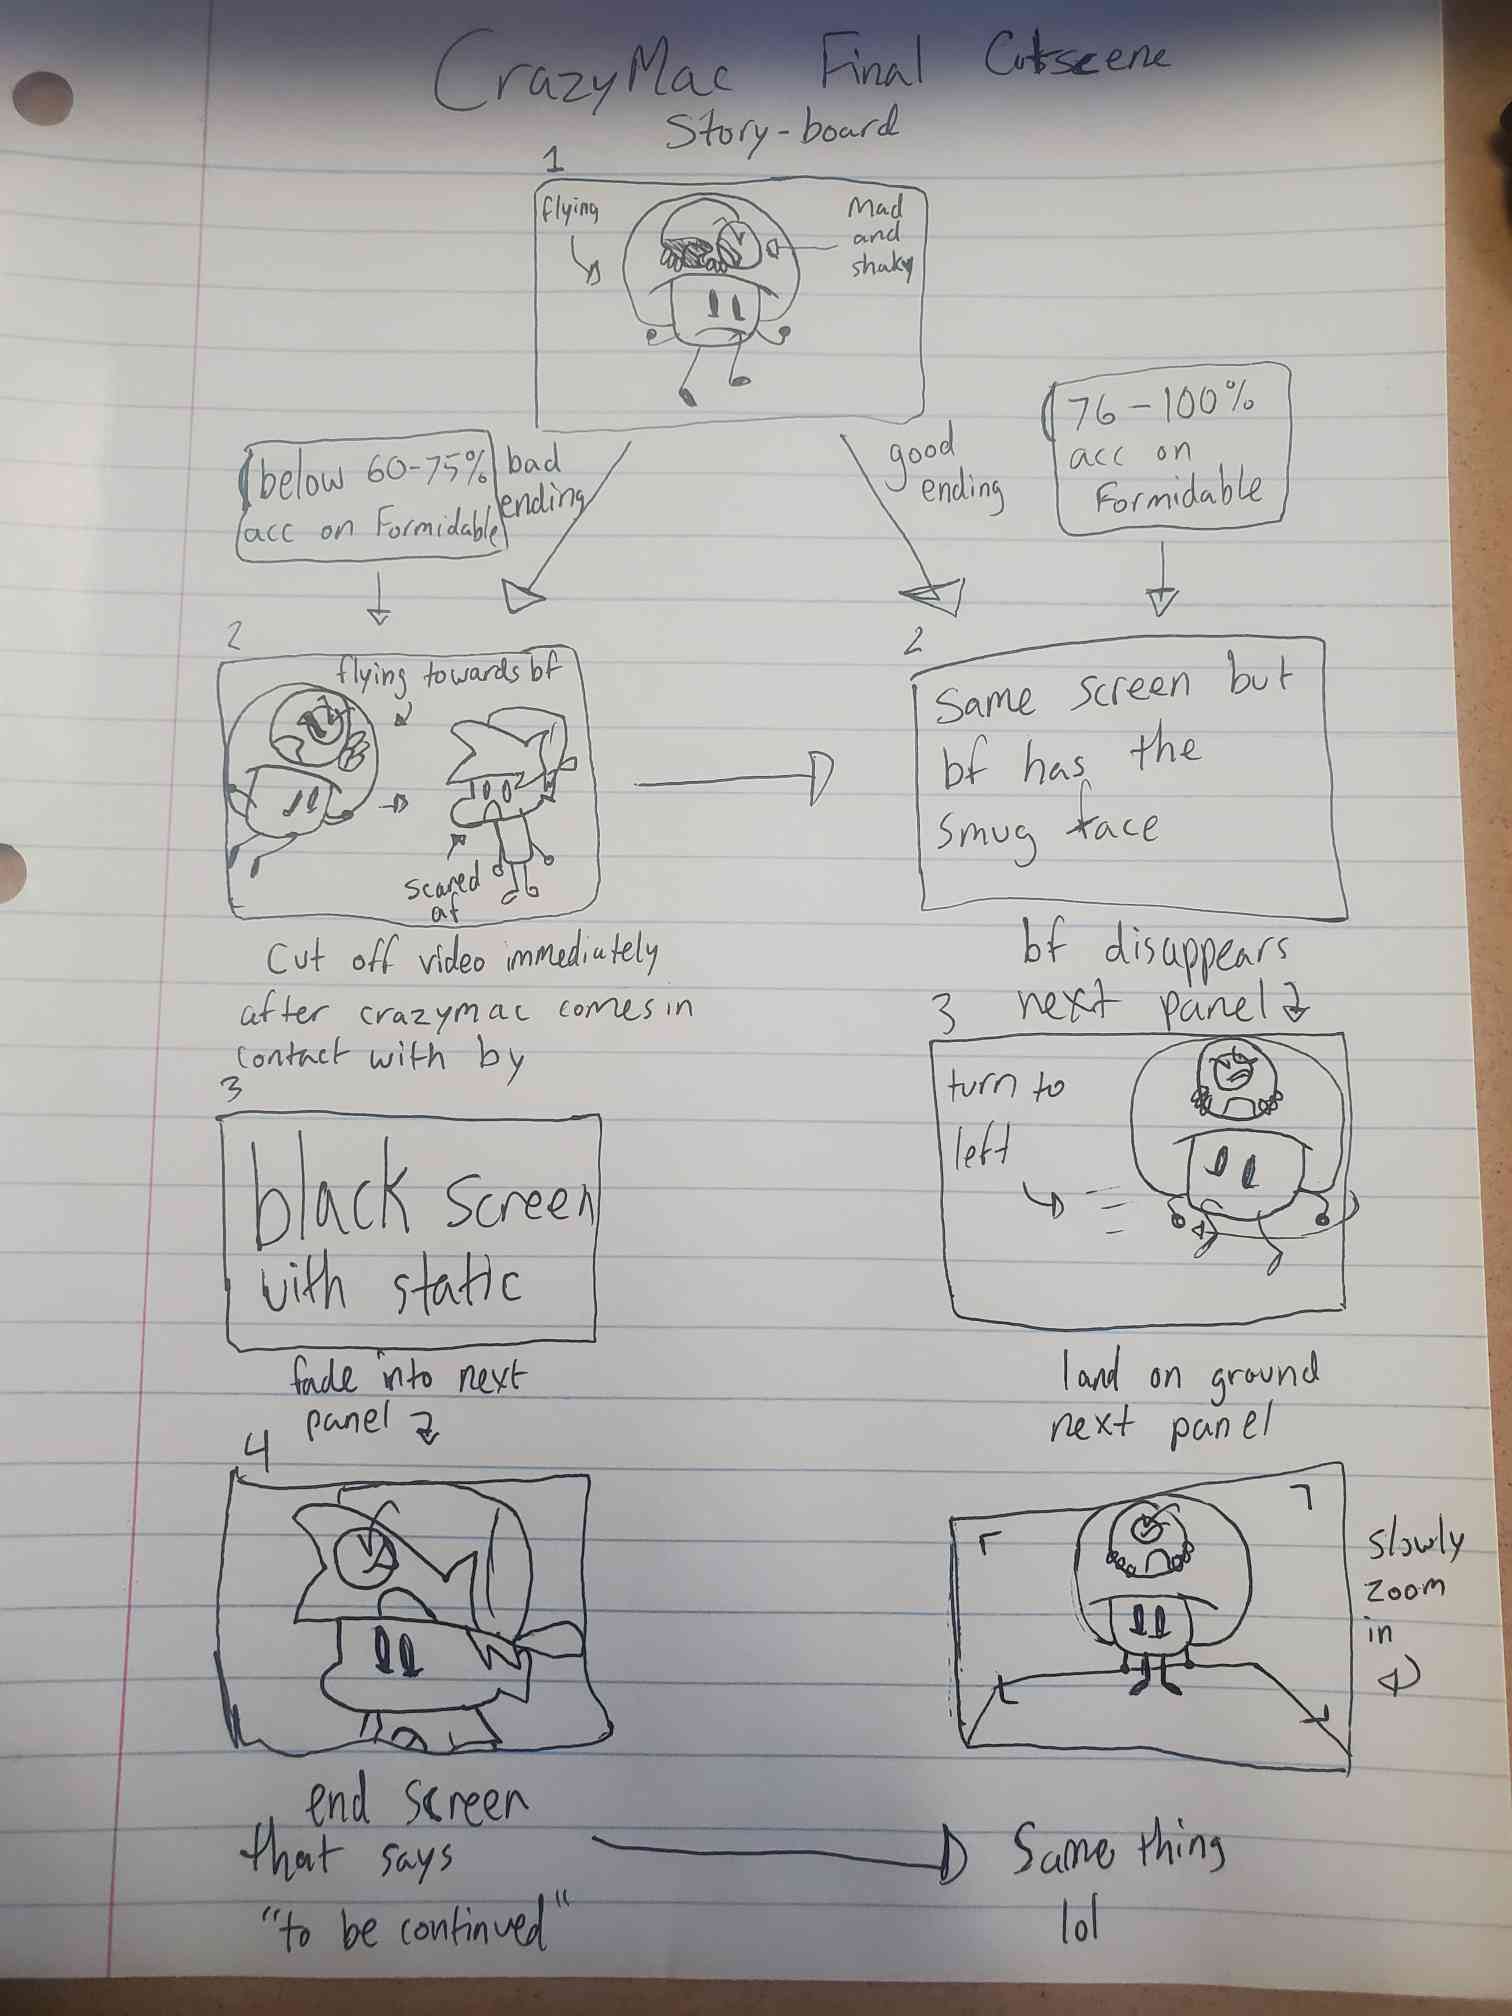 CrazyMac Final Cutscene
Story-board
1
flying
Mad
and
shaky
below 60-75%
acc on Formidable
bad
ending
good
ending
76-100%
acc on
Formidable
2
flying towards bf
scared
af
Cut off video immediately
after crazymac comes in
contact with by
2
Same screen but
bf has the
smug face
bf disappears
next panel
3
black screen
with static
fade into next
panel
3
turn to
left
land on ground
next panel
4
end screen
that says
"to be continued"
slowly
zoom
in
Same thing
lol